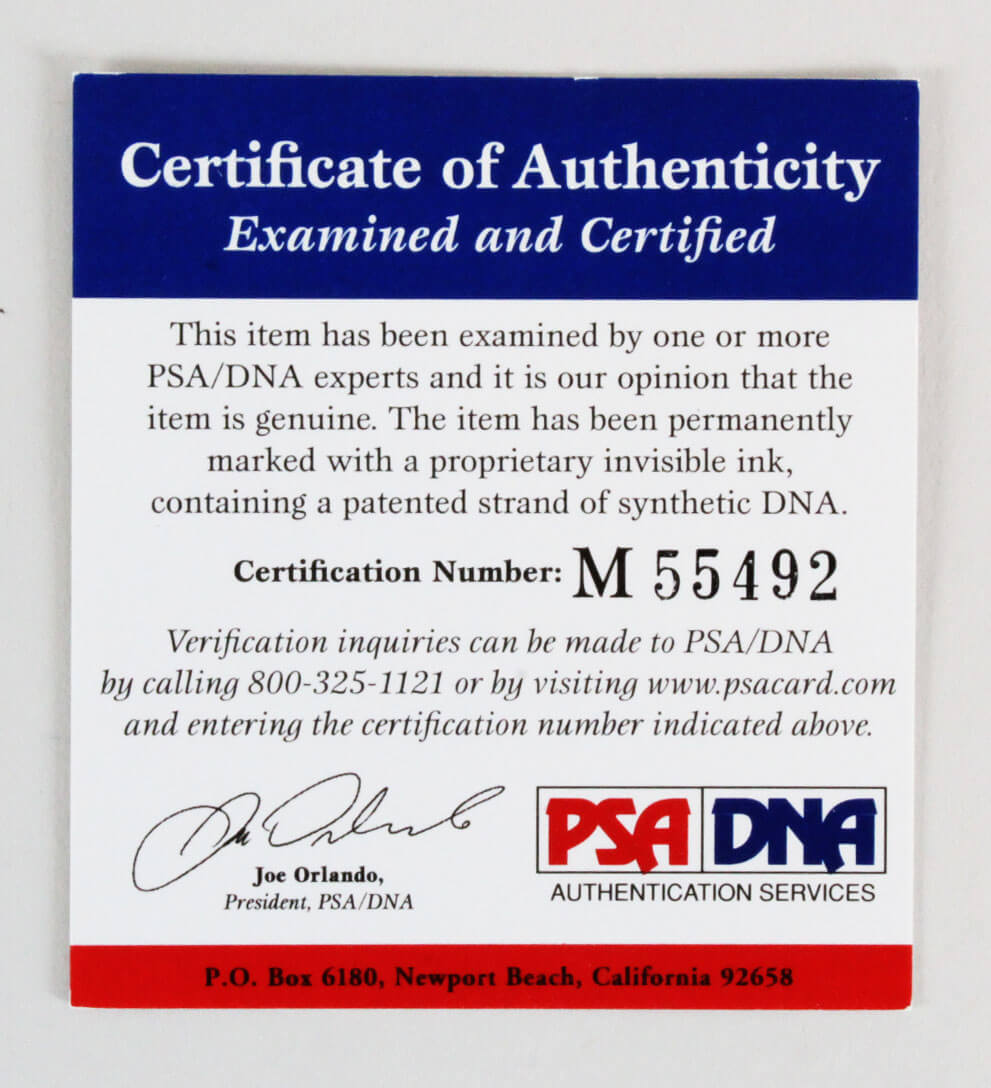 Certificate of Authenticity
Examined and Certified
This item has been examined by one or more
PSA/DNA experts and it is our opinion that the
item is genuine. The item has been permanently
marked with a proprietary invisible ink,
containing a patented strand of synthetic DNA.
Certification Number: M 55492
Verification inquiries can be made to PSA/DNA
by calling 800-325-1121 or by visiting www.psacard.com
and entering the certification number indicated above.
Joe Orlando,
President, PSA/DNA
PSA DNA
AUTHENTICATION SERVICES
P.O. Box 6180, Newport Beach, California 92658